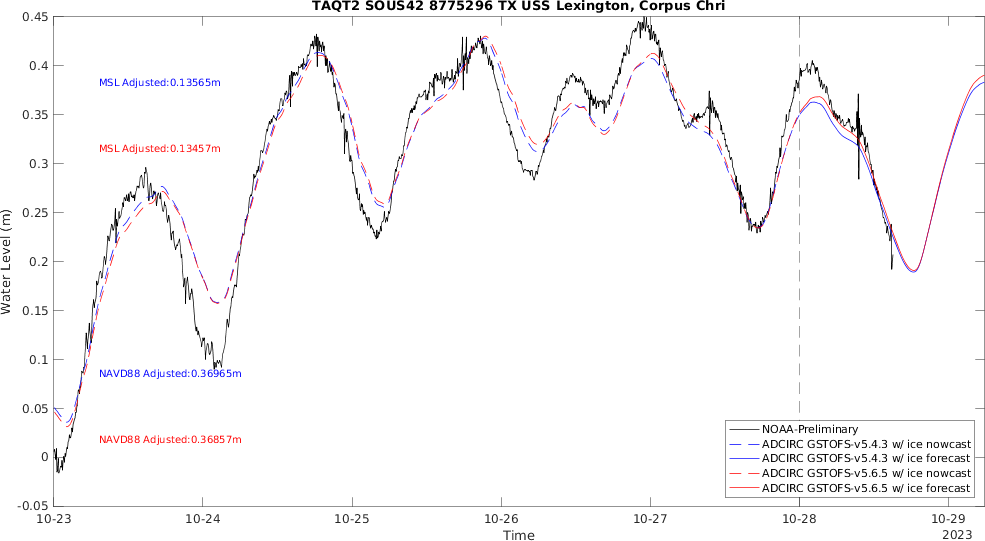 TAQT2 SOUS42 8775296 TX USS Lexington, Corpus Chri
0.45
0.4
0.35
0.3
0.25
0.2
0.15
0.1
0.05
0
-0.05
Water Level (m)
MSL Adjusted:0.13565m
MSL Adjusted:0.13457m
NAVD88 Adjusted:0.36965m
NAVD88 Adjusted:0.36857m
NOAA-Preliminary
ADCIRC GSTOFS-v5.4.3 w/ ice nowcast
ADCIRC GSTOFS-v5.4.3 w/ ice forecast
ADCIRC GSTOFS-v5.6.5 w/ ice nowcast
ADCIRC GSTOFS-v5.6.5 w/ ice forecast
10-23 10-24 10-25 10-26 10-27 10-28 10-29
Time
2023